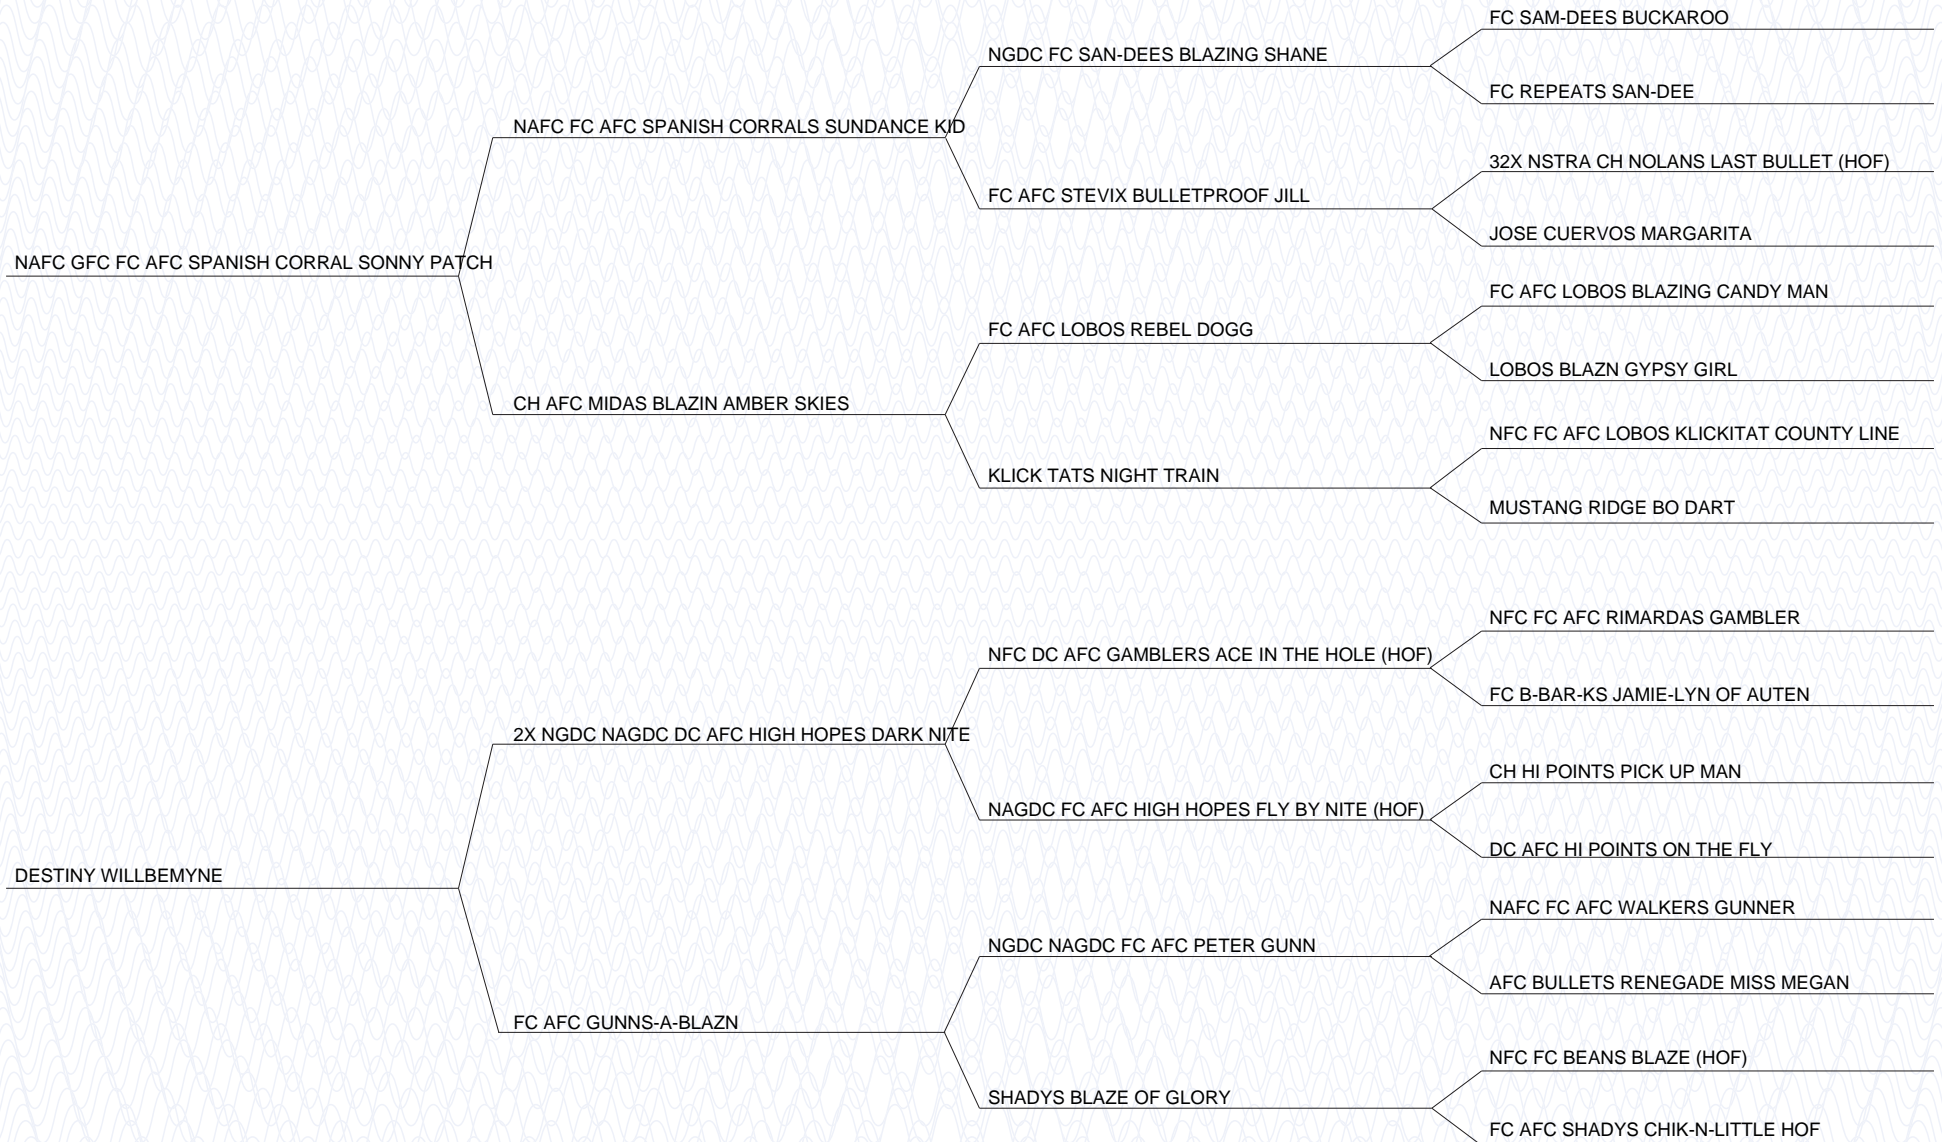 FC SAM-DEES BUCKAROO
NGDC FC SAN-DEES BLAZING SHANE
FC REPEATS SAN-DEE
NAFC FC AFC SPANISH CORRALS SUNDANCE KID
32X NSTRA CH NOLANS LAST BULLET (HOF)
FC AFC STEVIX BULLETPROOF JILL
JOSE CUERVOS MARGARITA
NAFC GFC FC AFC SPANISH CORRAL SONNY PATCH
FC AFC LOBOS BLAZING CANDY MAN
FC AFC LOBOS REBEL DOGG
LOBOS BLAZN GYPSY GIRL
CH AFC MIDAS BLAZIN AMBER SKIES
NFC FC AFC LOBOS KLICKITAT COUNTY LINE
KLICK TATS NIGHT TRAIN
MUSTANG RIDGE BO DART
NFC FC AFC RIMARDAS GAMBLER
NFC DC AFC GAMBLERS ACE IN THE HOLE (HOF)
FC B-BAR-KS JAMIE-LYN OF AUTEN
2X NGDC NAGDC DC AFC HIGH HOPES DARK NITE
CH HI POINTS PICK UP MAN
NAGDC FC AFC HIGH HOPES FLY BY NITE (HOF)
DC AFC HI POINTS ON THE FLY
DESTINY WILLBEMYNE
NAFC FC AFC WALKERS GUNNER
NGDC NAGDC FC AFC PETER GUNN
AFC BULLETS RENEGADE MISS MEGAN
FC AFC GUNNS-A-BLAZN
NFC FC BEANS BLAZE (HOF)
SHADYS BLAZE OF GLORY
FC AFC SHADYS CHIK-N-LITTLE HOF